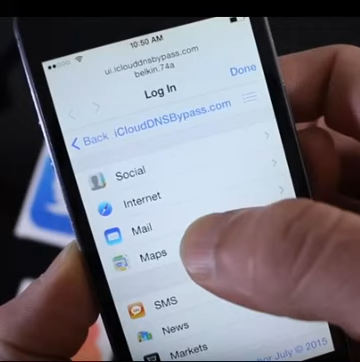 10:50 AM
ui.iclouddnsbypass.com
belkin.74a
Log In
Done
Back iCloudDNSBypass.com
Social
Internet
Mail
Maps
SMS
News
Markets
July © 2015